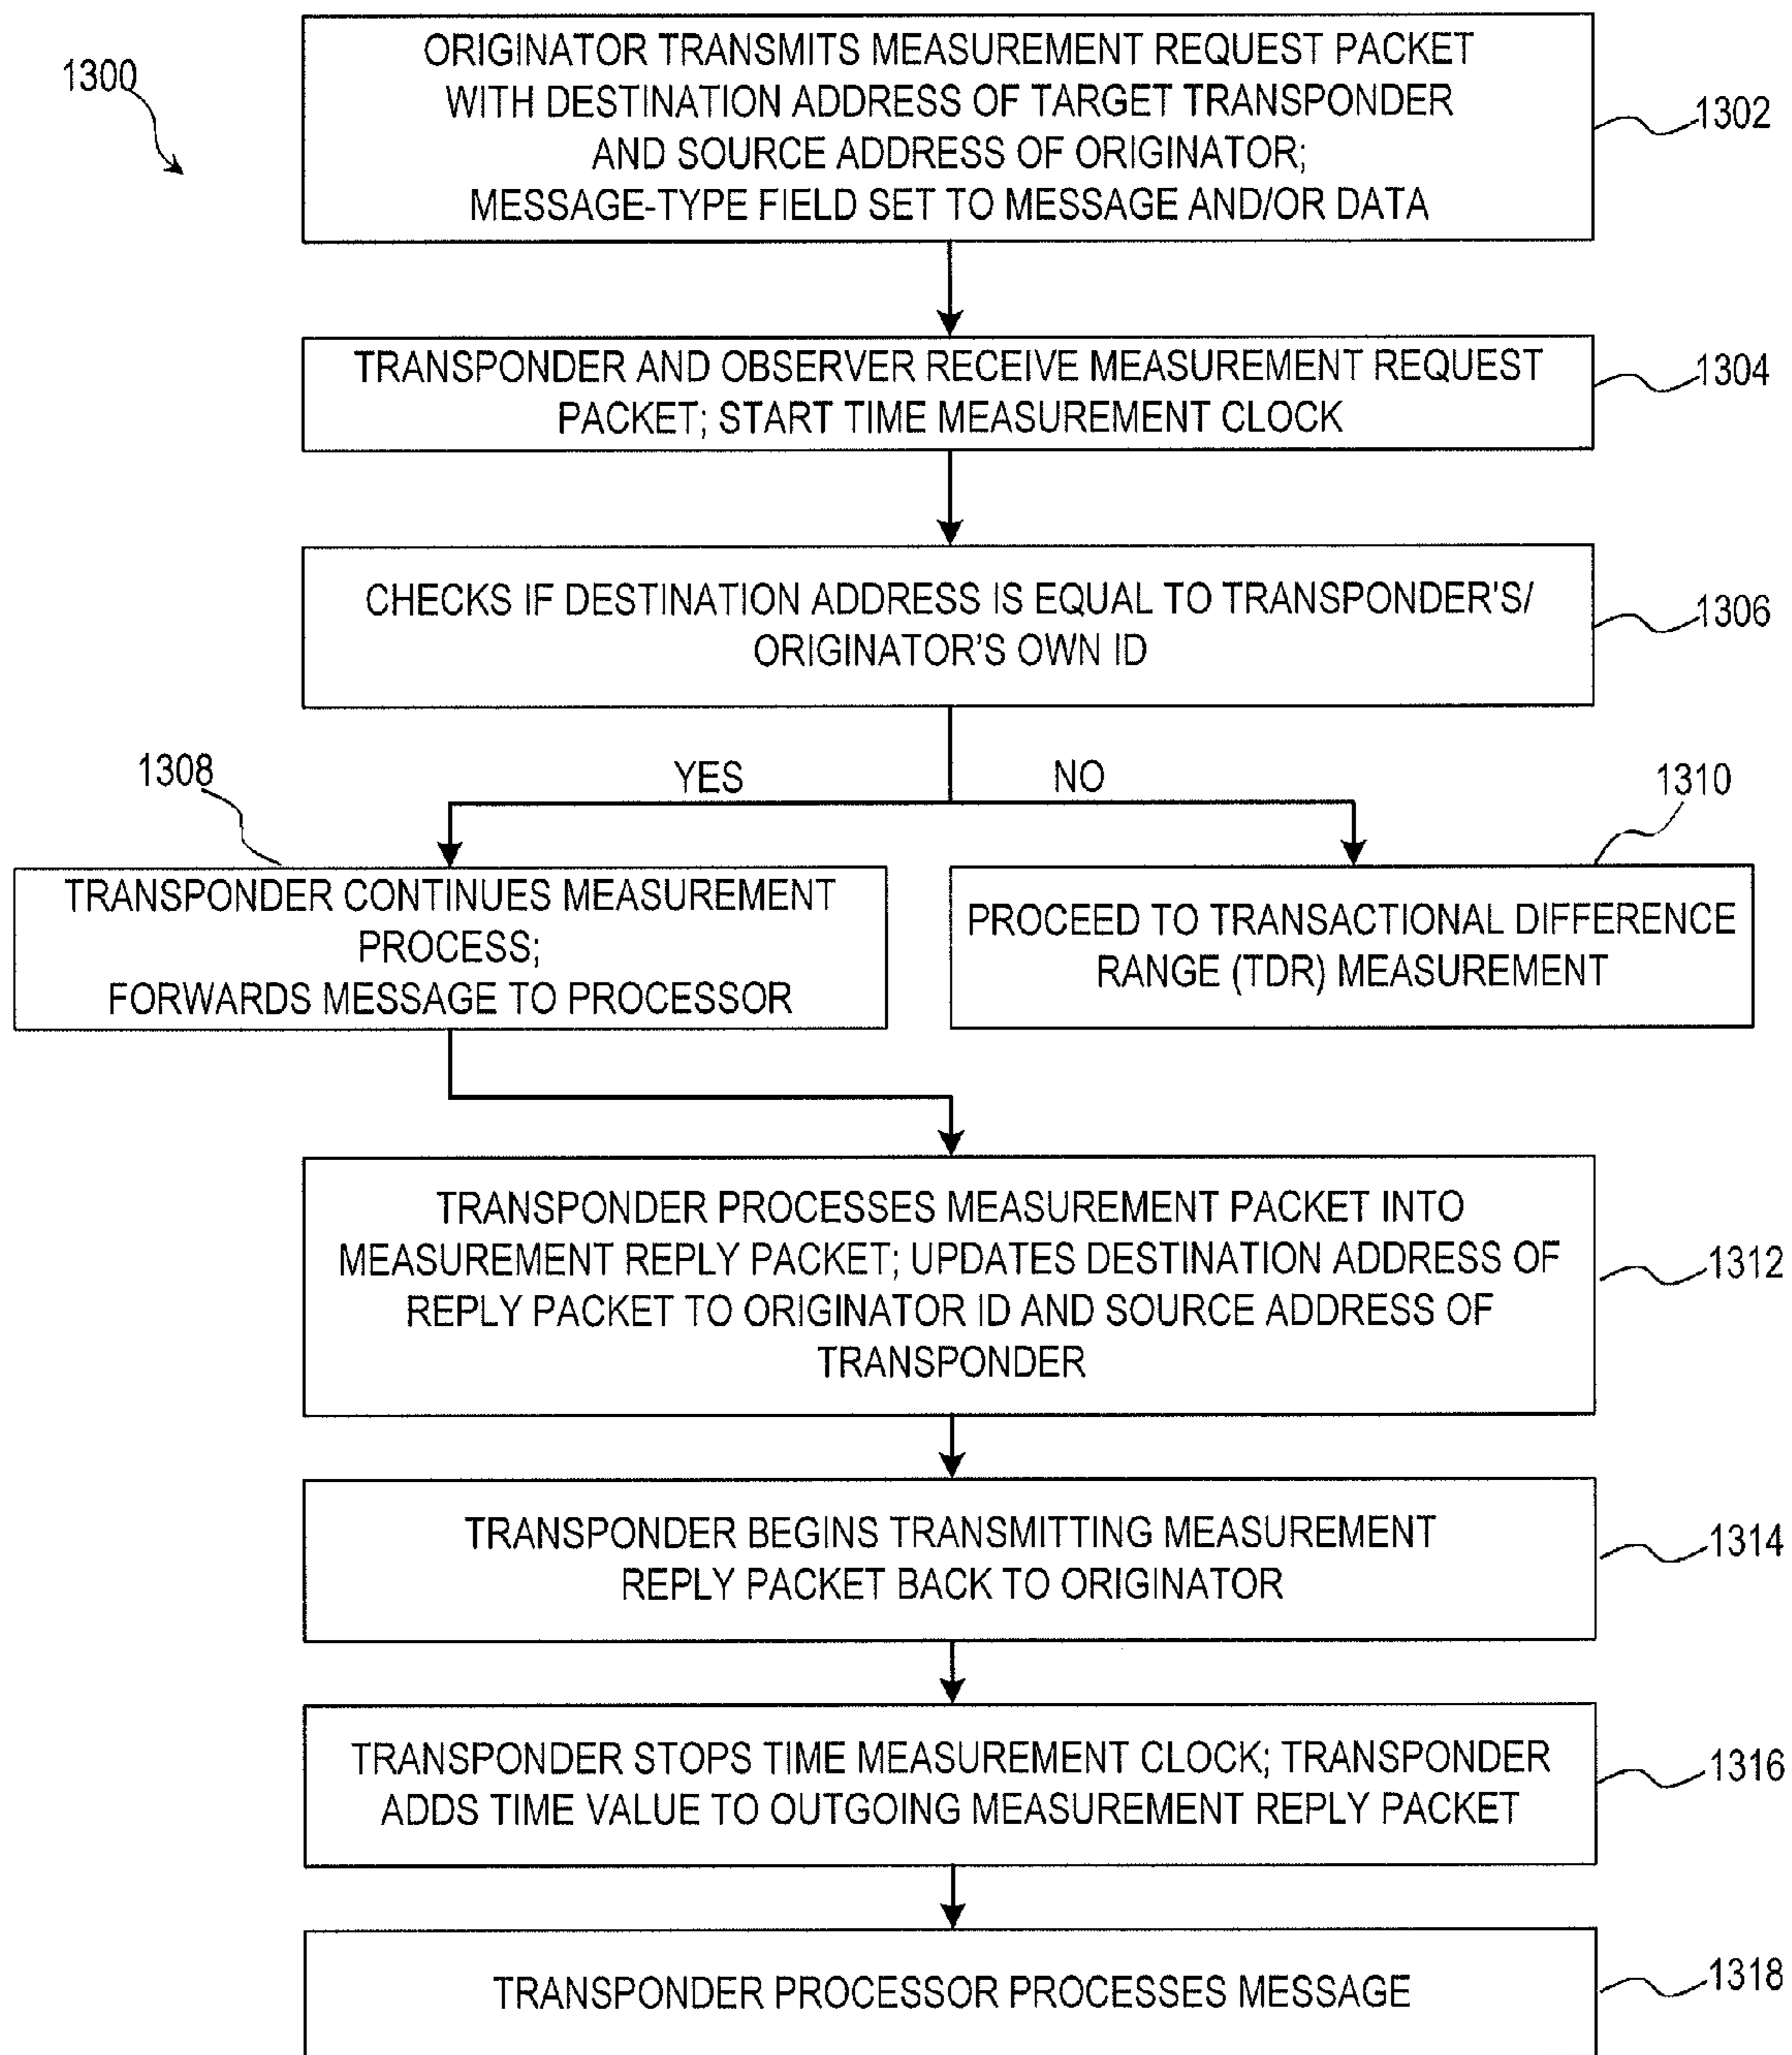 1300
ORIGINATOR TRANSMITS MEASUREMENT REQUEST PACKET
WITH DESTINATION ADDRESS OF TARGET TRANSPONDER
AND SOURCE ADDRESS OF ORIGINATOR;
MESSAGE-TYPE FIELD SET TO MESSAGE AND/OR DATA
1302
TRANSPONDER AND OBSERVER RECEIVE MEASUREMENT REQUEST
PACKET; START TIME MEASUREMENT CLOCK
1304
CHECKS IF DESTINATION ADDRESS IS EQUAL TO TRANSPONDER'S/
ORIGINATOR'S OWN ID
1306
YES
NO
1308
1310
TRANSPONDER CONTINUES MEASUREMENT
PROCESS;
FORWARDS MESSAGE TO PROCESSOR
PROCEED TO TRANSACTIONAL DIFFERENCE
RANGE (TDR) MEASUREMENT
TRANSPONDER PROCESSES MEASUREMENT PACKET INTO
MEASUREMENT REPLY PACKET; UPDATES DESTINATION ADDRESS OF
REPLY PACKET TO ORIGINATOR ID AND SOURCE ADDRESS OF
TRANSPONDER
1312
TRANSPONDER BEGINS TRANSMITTING MEASUREMENT
REPLY PACKET BACK TO ORIGINATOR
1314
TRANSPONDER STOPS TIME MEASUREMENT CLOCK; TRANSPONDER
ADDS TIME VALUE TO OUTGOING MEASUREMENT REPLY PACKET
1316
TRANSPONDER PROCESSOR PROCESSES MESSAGE
1318